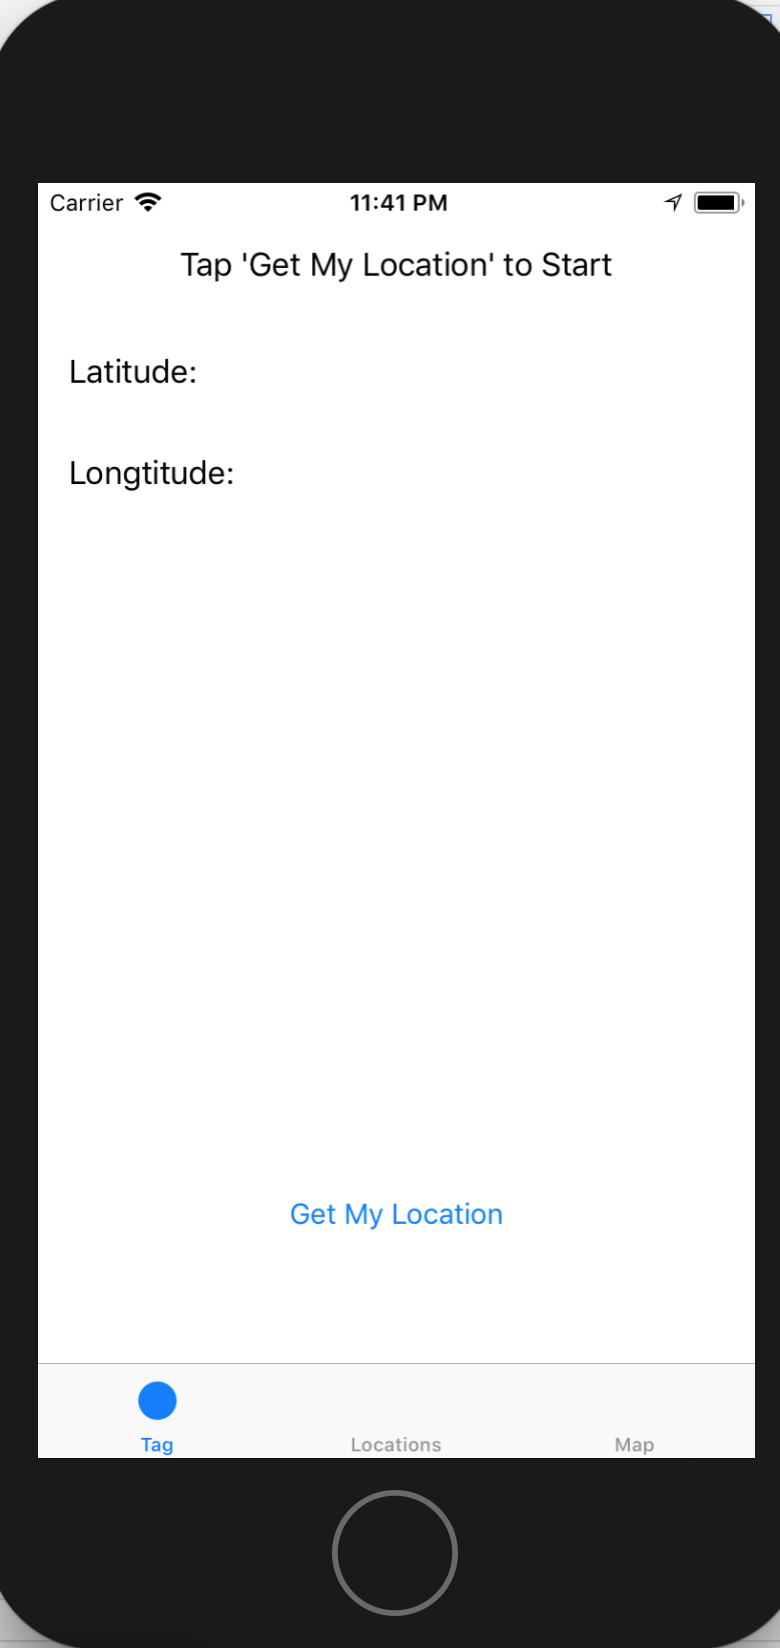 Carrier 11:41 PM
Tap 'Get My Location' to Start
Latitude:
Longtitude:
Get My Location
Tag Locations Map